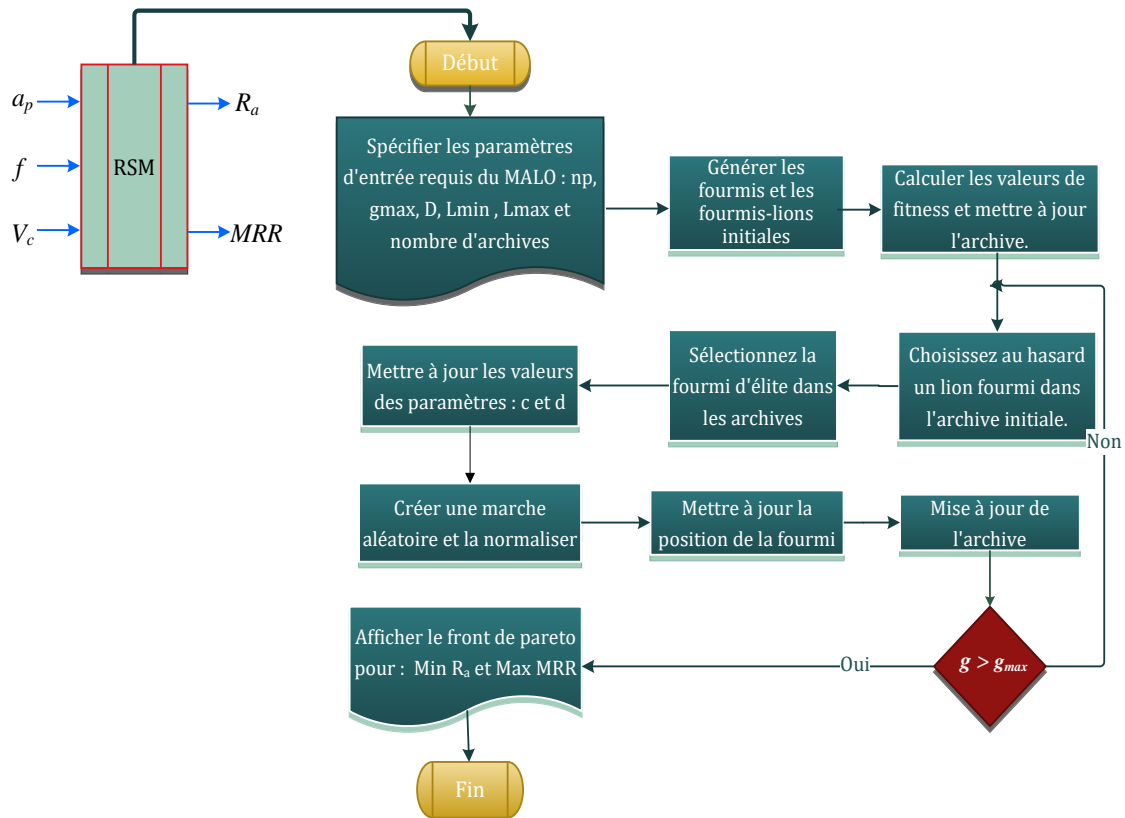 a_p
f
V_c
RSM
R_a
MRR
Début
Spécifier les paramètres
d'entrée requis du MALO : np,
gmax, D, Lmin , Lmax et
nombre d'archives
Générer les
fourmis et les
fourmis-lions
initiales
Calculer les valeurs de
fitness et mettre à jour
l'archive.
Choisissez au hasard
un lion fourmi dans
l'archive initiale.
Sélectionnez la
fourmi d'élite dans
les archives
Mettre à jour les valeurs
des paramètres : c et d
Créer une marche
aléatoire et la normaliser
Mettre à jour la
position de la fourmi
Mise à jour de
l'archive
g > g_max
Non
Oui
Afficher le front de pareto
pour : Min R_a et Max MRR
Fin